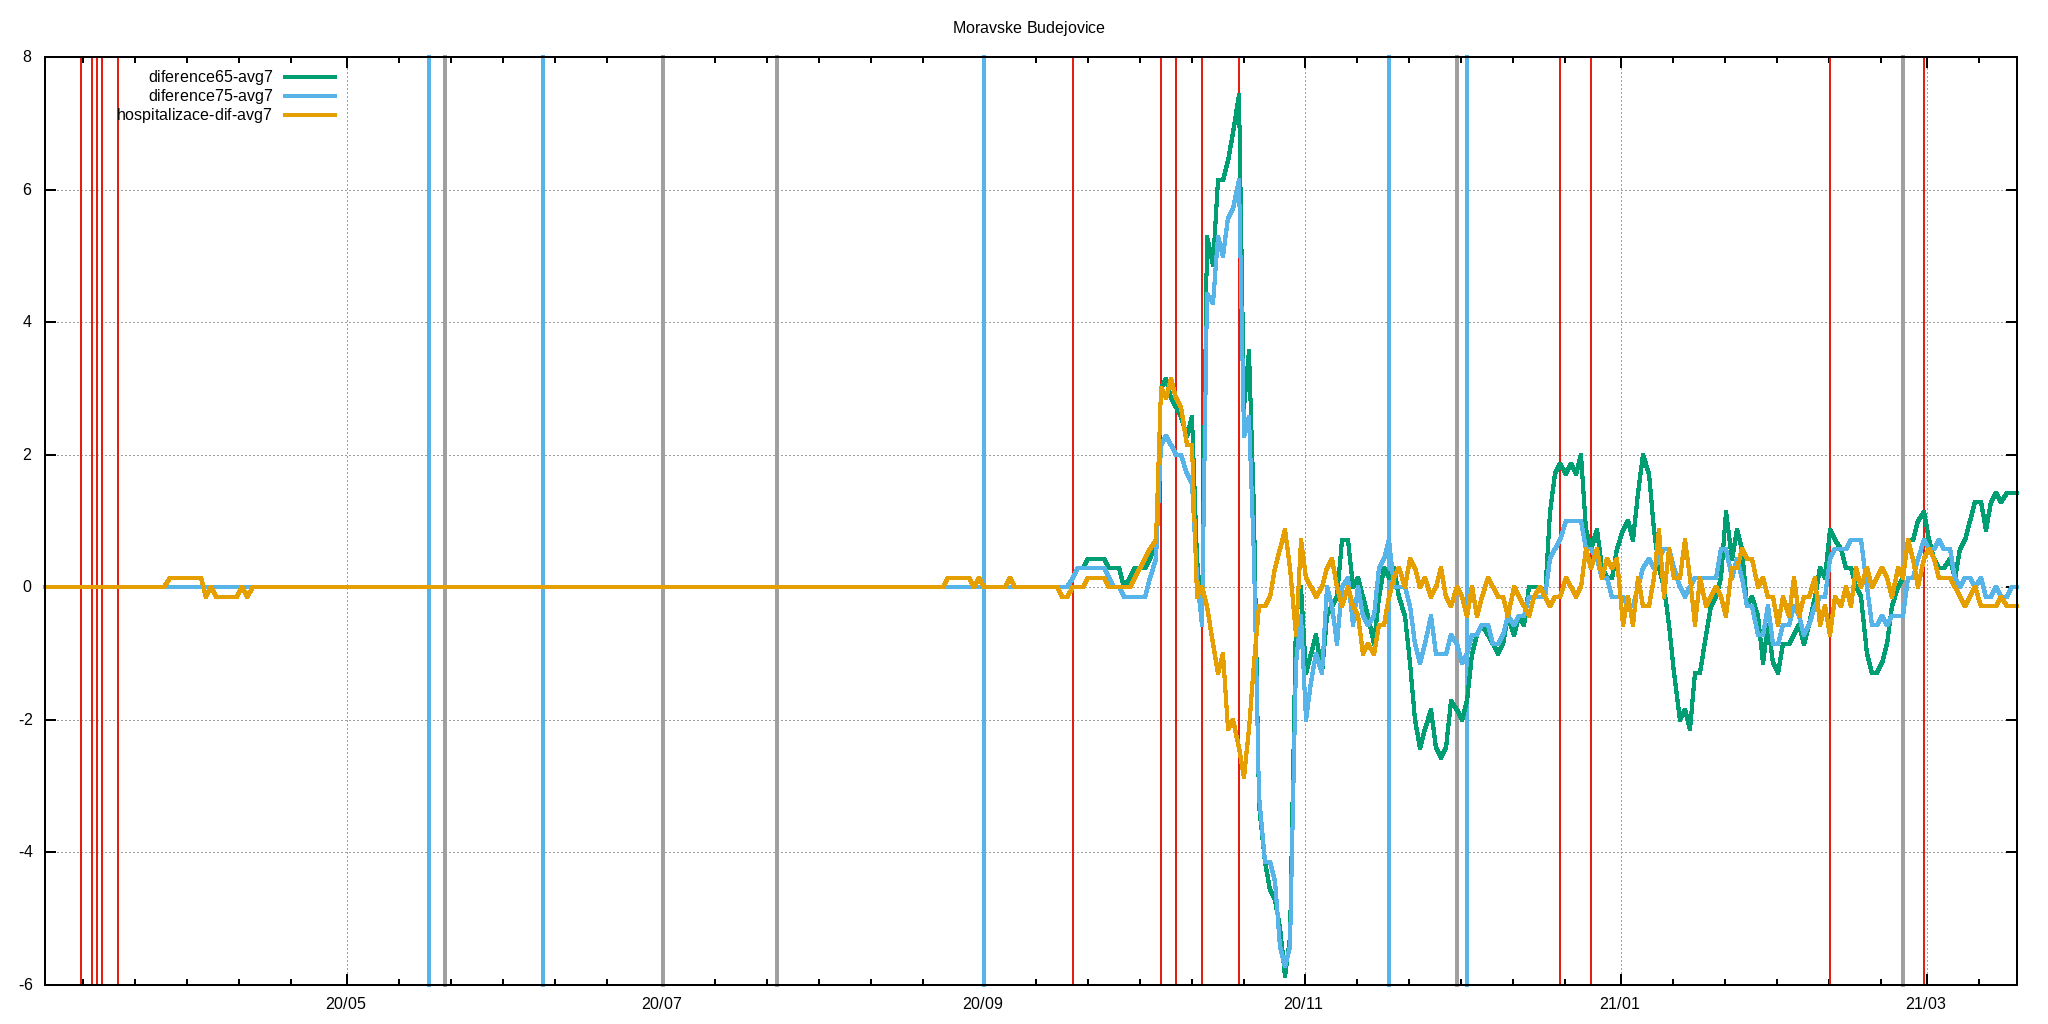 Moravske Budejovice
8
diference65-avg7
diference75-avg7
hospitalizace-dif-avg7
6
4
2
0
-2
-4
-6
20/05 20/07 20/09 20/11 21/01 21/03